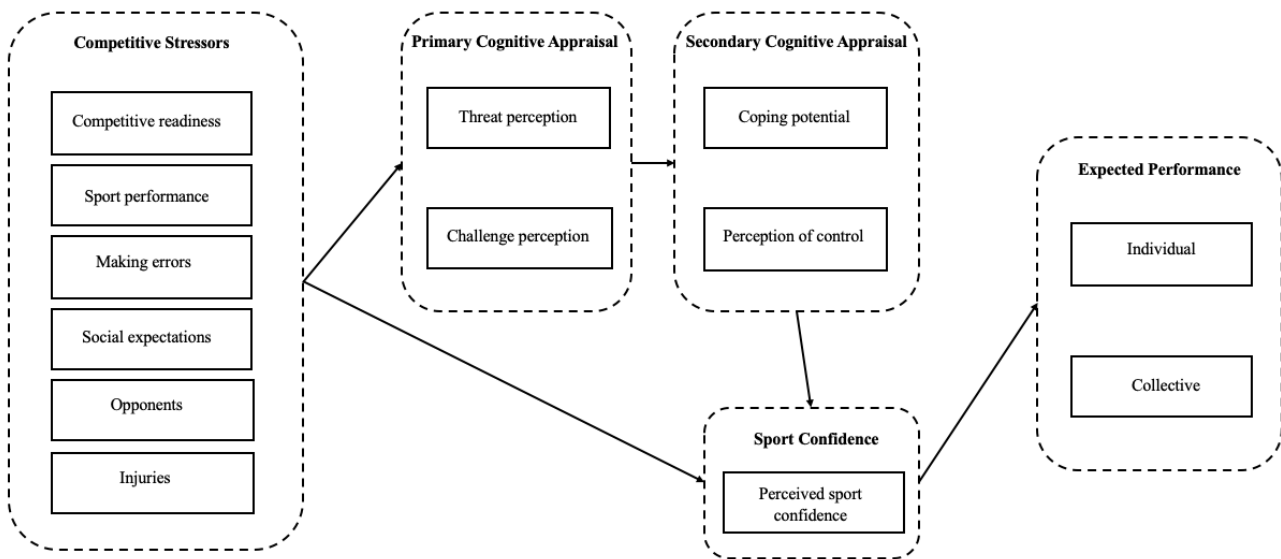 Competitive Stressors
Competitive readiness
Sport performance
Making errors
Social expectations
Opponents
Injuries
Primary Cognitive Appraisal
Threat perception
Challenge perception
Secondary Cognitive Appraisal
Coping potential
Perception of control
Sport Confidence
Perceived sport
confidence
Expected Performance
Individual
Collective